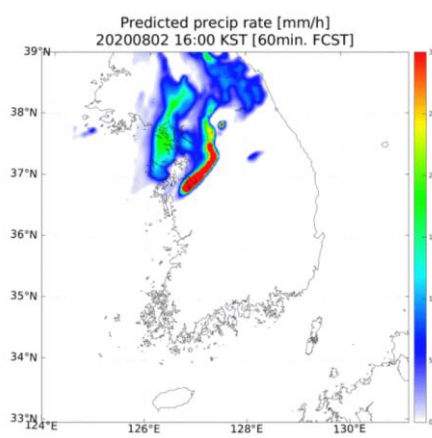 Predicted precip rate [mm/h]
20200802 16:00 KST [60min. FCST]
39°N
38°N
37°N
36°N
35°N
34°N
33°N
124°E
126°E
128°E
130°E